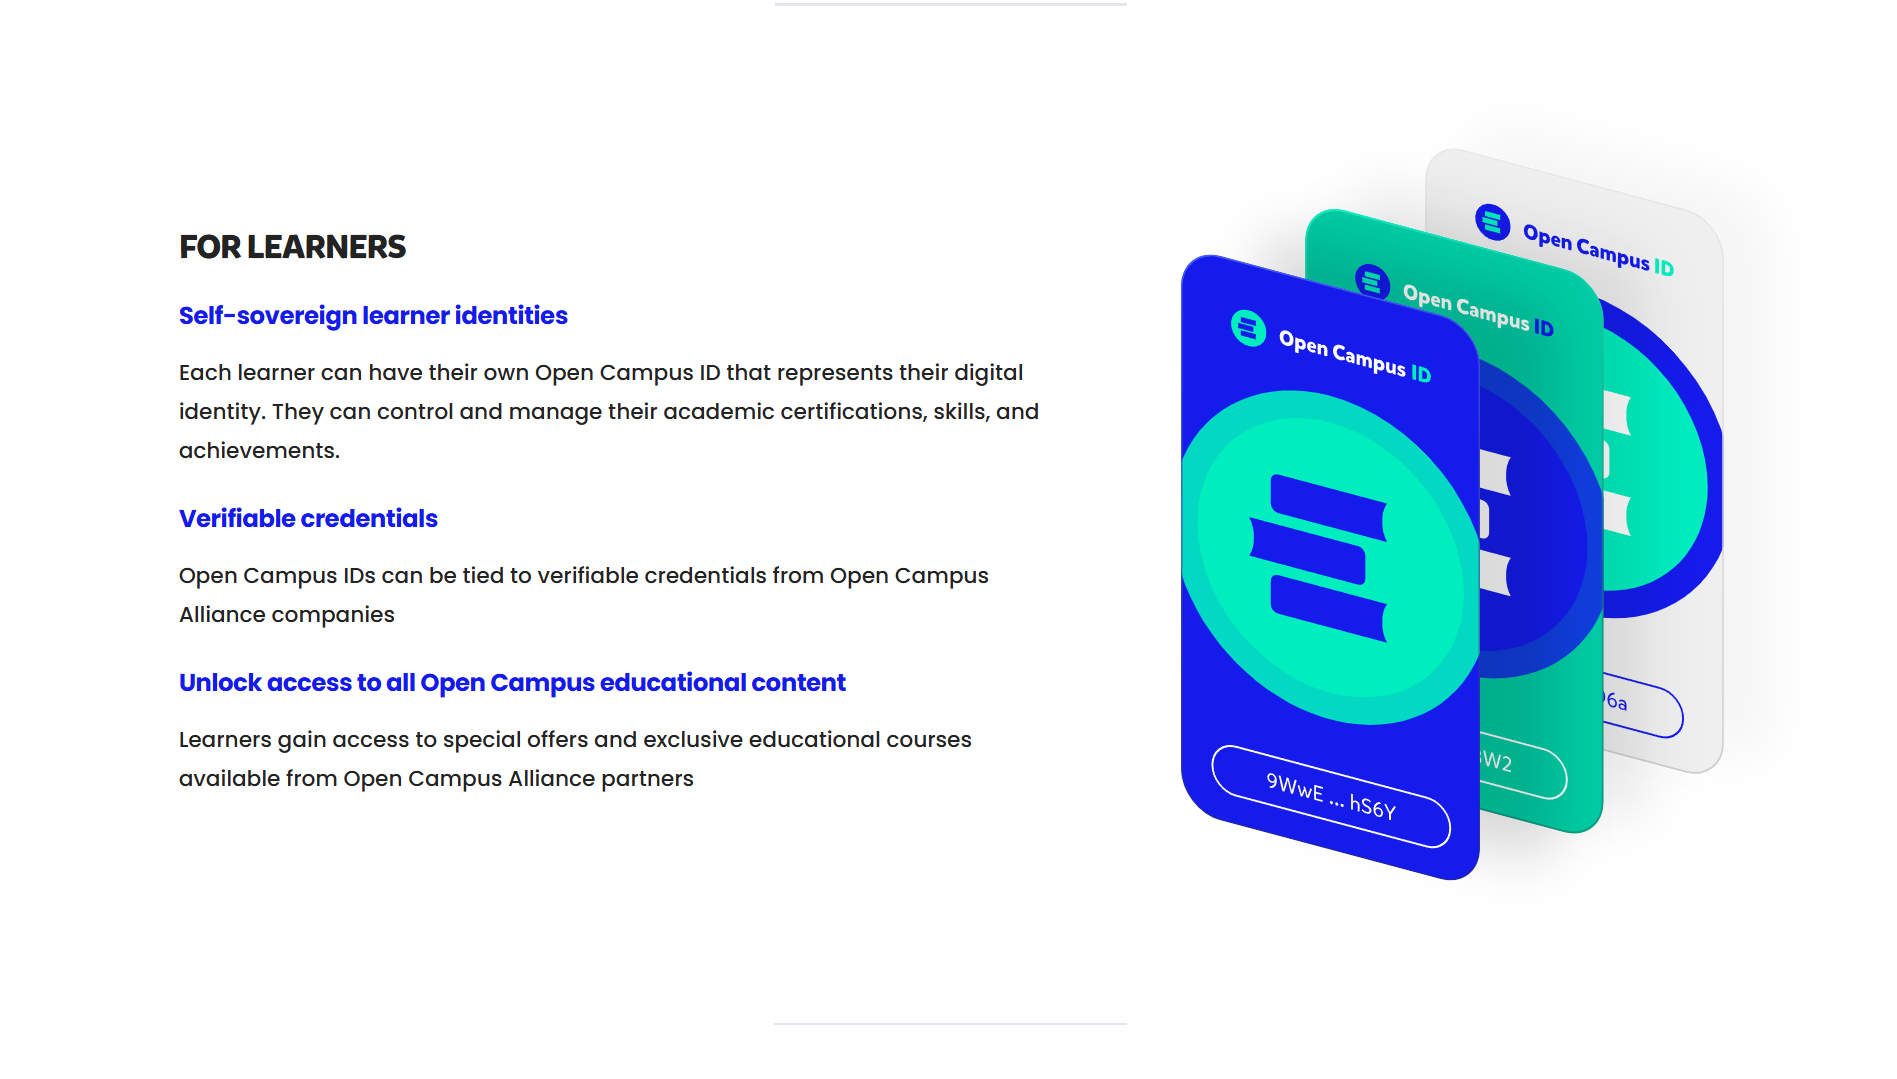 FOR LEARNERS
Self-sovereign learner identities
Each learner can have their own Open Campus ID that represents their digital
identity. They can control and manage their academic certifications, skills, and
achievements.
Verifiable credentials
Open Campus IDs can be tied to verifiable credentials from Open Campus
Alliance companies
Unlock access to all Open Campus educational content
Learners gain access to special offers and exclusive educational courses
available from Open Campus Alliance partners
Open Campus ID
Open Campus ID
Open Campus ID
6a
W2
9WwE ... hS6Y